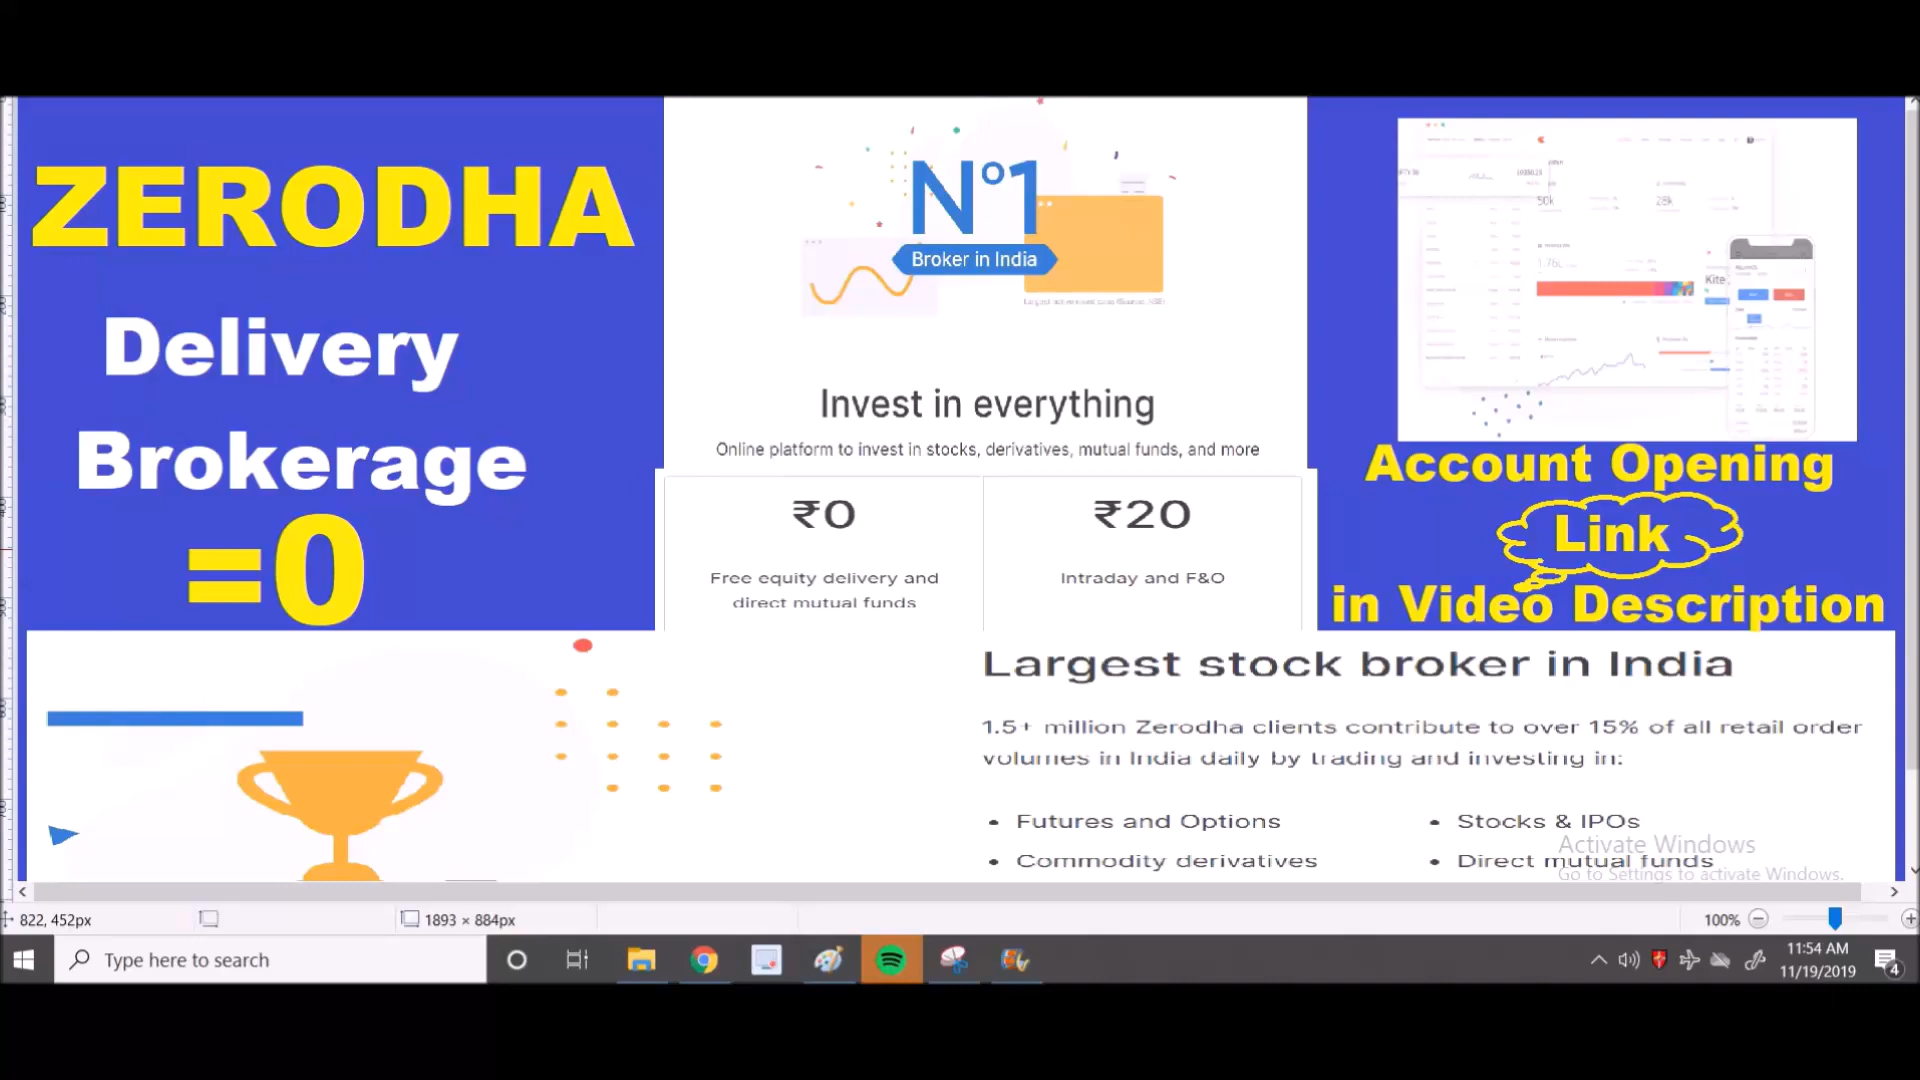 ZERODHA
Delivery
Brokerage
=0
N°1
Broker in India
Invest in everything
Online platform to invest in stocks, derivatives, mutual funds, and more
₹0
Free equity delivery and
direct mutual funds
₹20
Intraday and F&O
50k
28k
Kite
Account Opening
Link
in Video Description
Largest stock broker in India
1.5+ million Zerodha clients contribute to over 15% of all retail order
volumes in India daily by trading and investing in:
• Futures and Options
• Stocks & IPOs
• Commodity derivatives
• Direct mutual funds
Activate Windows
Go to Settings to activate Windows.
822, 452px
1893 × 884px
100%
Type here to search
11:54 AM
11/19/2019
4